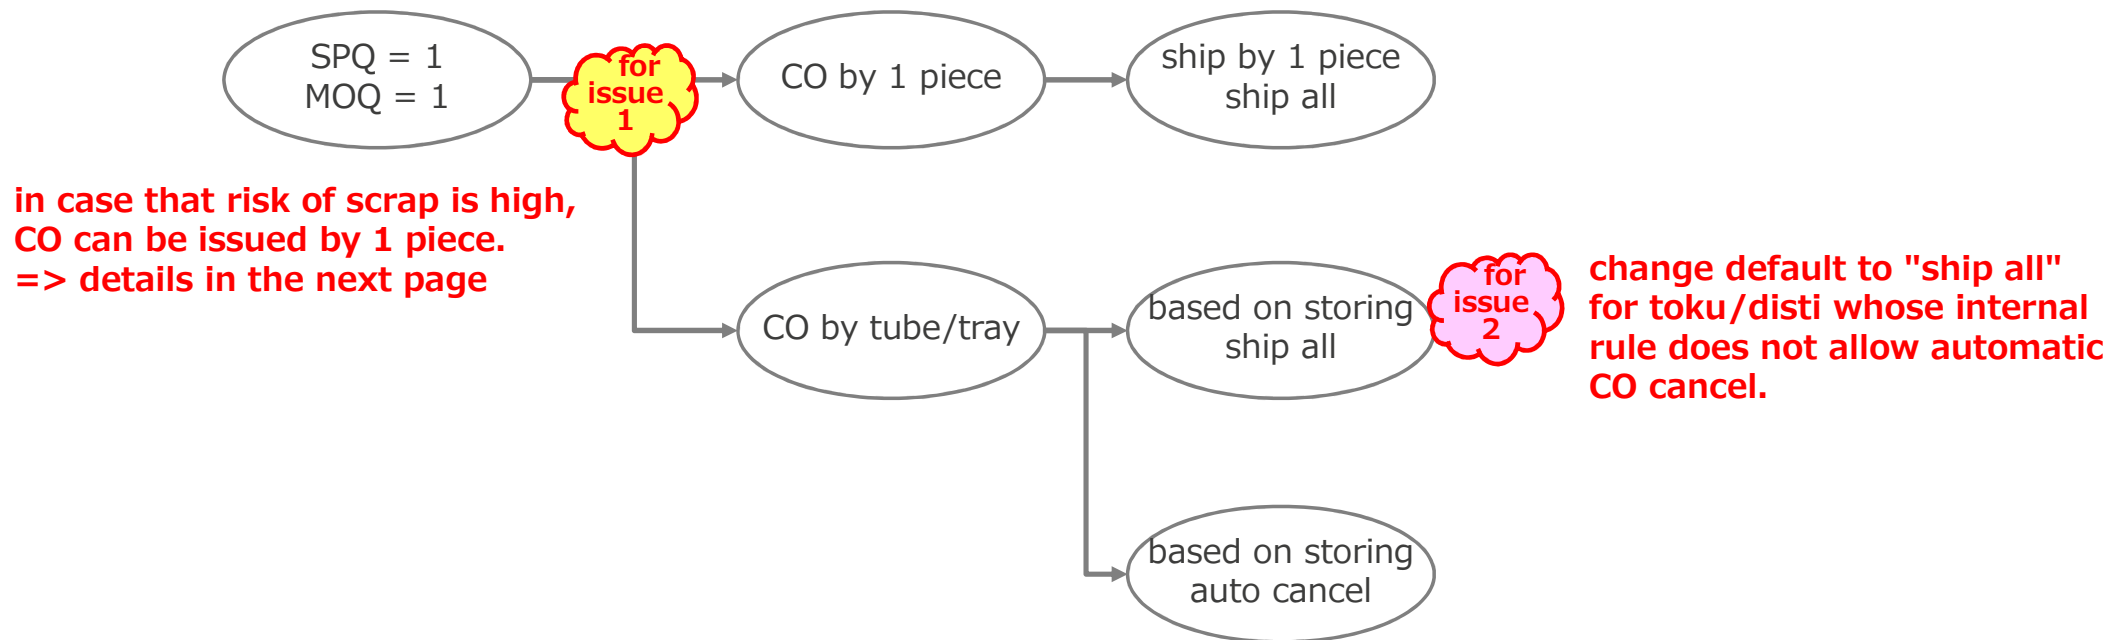 SPQ = 1
MOQ = 1
for
issue
1
CO by 1 piece
ship by 1 piece
ship all
in case that risk of scrap is high,
CO can be issued by 1 piece.
=> details in the next page
CO by tube/tray
based on storing
ship all
for
issue
2
change default to "ship all"
for toku/disti whose internal
rule does not allow automatic
CO cancel.
based on storing
auto cancel